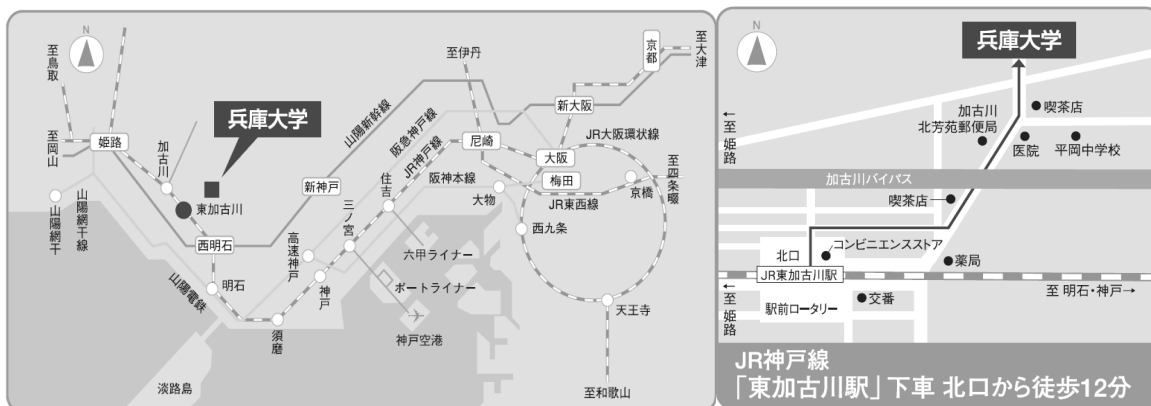 N
至鳥取
至岡山
姫路
加古川
兵庫大学
東加古川
山陽網干
山陽網干線
西明石
山陽電鉄
明石
淡路島
須磨
神戸
高速神戸
三ノ宮
新神戸
山陽新幹線
阪急神戸線
JR神戸線
住吉
阪神本線
六甲ライナー
ポートライナー
神戸空港
至伊丹
尼崎
大物
新大阪
大阪
梅田
JR東西線
JR大阪環状線
京都
至大津
至四条畷
京橋
西九条
天王寺
至和歌山
N
兵庫大学
喫茶店
加古川
北芳苑郵便局
医院
平岡中学校
←至姫路
加古川バイパス
喫茶店
コンビニエンスストア
北口
薬局
JR東加古川駅
至 明石・神戸→
←至姫路
駅前ロータリー
交番
JR神戸線
「東加古川駅」下車 北口から徒歩12分